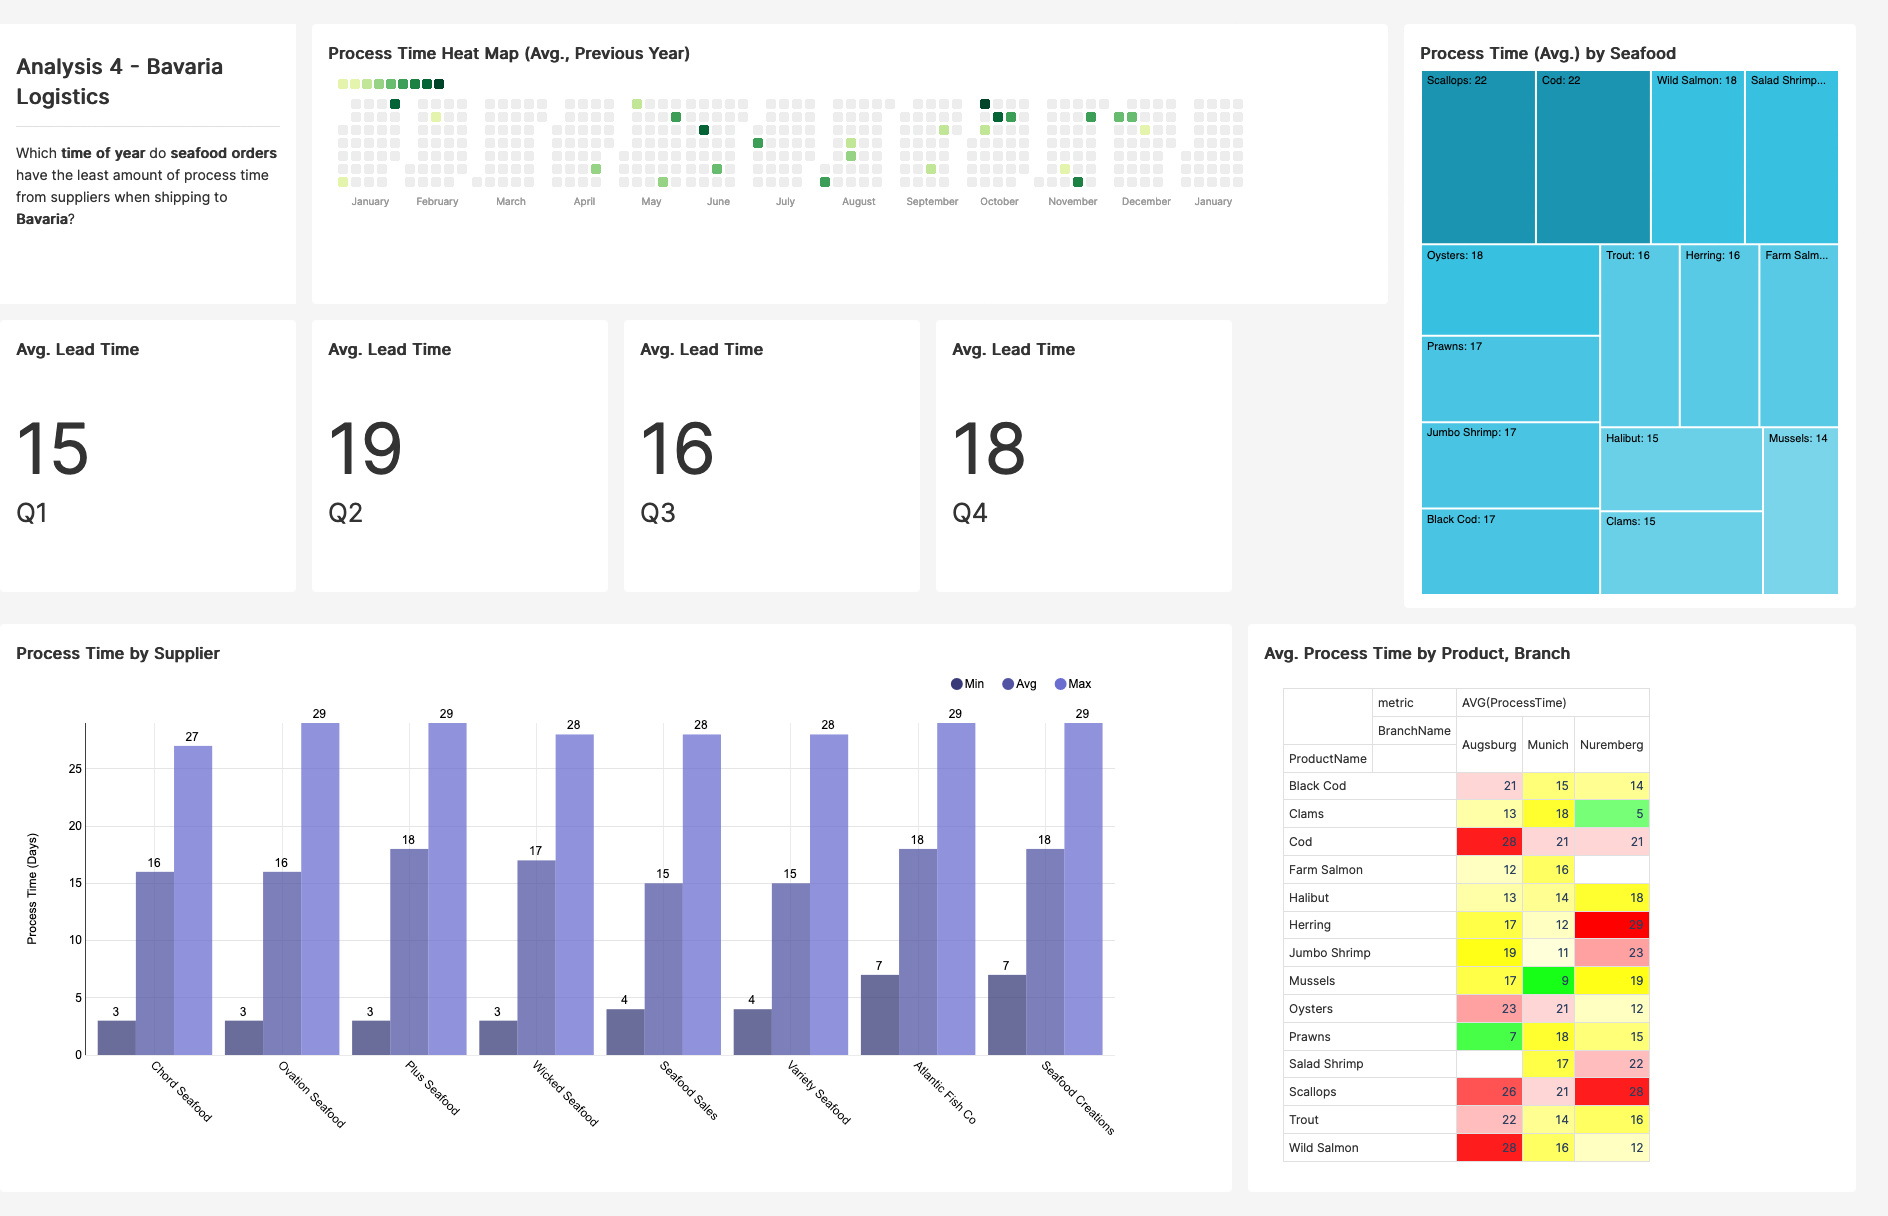 Analysis 4 - Bavaria
Logistics
Which time of year do seafood orders
have the least amount of process time
from suppliers when shipping to
Bavaria?
Process Time Heat Map (Avg., Previous Year)
January February March April May June July August September October November December January
Process Time (Avg.) by Seafood
Scallops: 22 Cod: 22 Wild Salmon: 18 Salad Shrimp...
Oysters: 18 Trout: 16 Herring: 16 Farm Salm...
Prawns: 17
Jumbo Shrimp: 17 Halibut: 15 Mussels: 14
Black Cod: 17 Clams: 15
Avg. Lead Time
15
Q1
Avg. Lead Time
19
Q2
Avg. Lead Time
16
Q3
Avg. Lead Time
18
Q4
Process Time by Supplier
Min Avg Max
Process Time (Days)
25
20
15
10
5
0
3 16 27
3 16 29
3 18 29
3 17 28
4 15 28
4 15 28
7 18 29
7 18 29
Chord Seafood
Ovation Seafood
Plus Seafood
Wicked Seafood
Seafood Sales
Variety Seafood
Atlantic Fish Co
Seafood Creations
Avg. Process Time by Product, Branch
metric AVG(ProcessTime)
BranchName Augsburg Munich Nuremberg
ProductName
Black Cod 21 15 14
Clams 13 18 5
Cod 28 21 21
Farm Salmon 12 16
Halibut 13 14 18
Herring 17 12 29
Jumbo Shrimp 19 11 23
Mussels 17 9 19
Oysters 23 21 12
Prawns 7 18 15
Salad Shrimp 17 22
Scallops 26 21 28
Trout 22 14 16
Wild Salmon 28 16 12